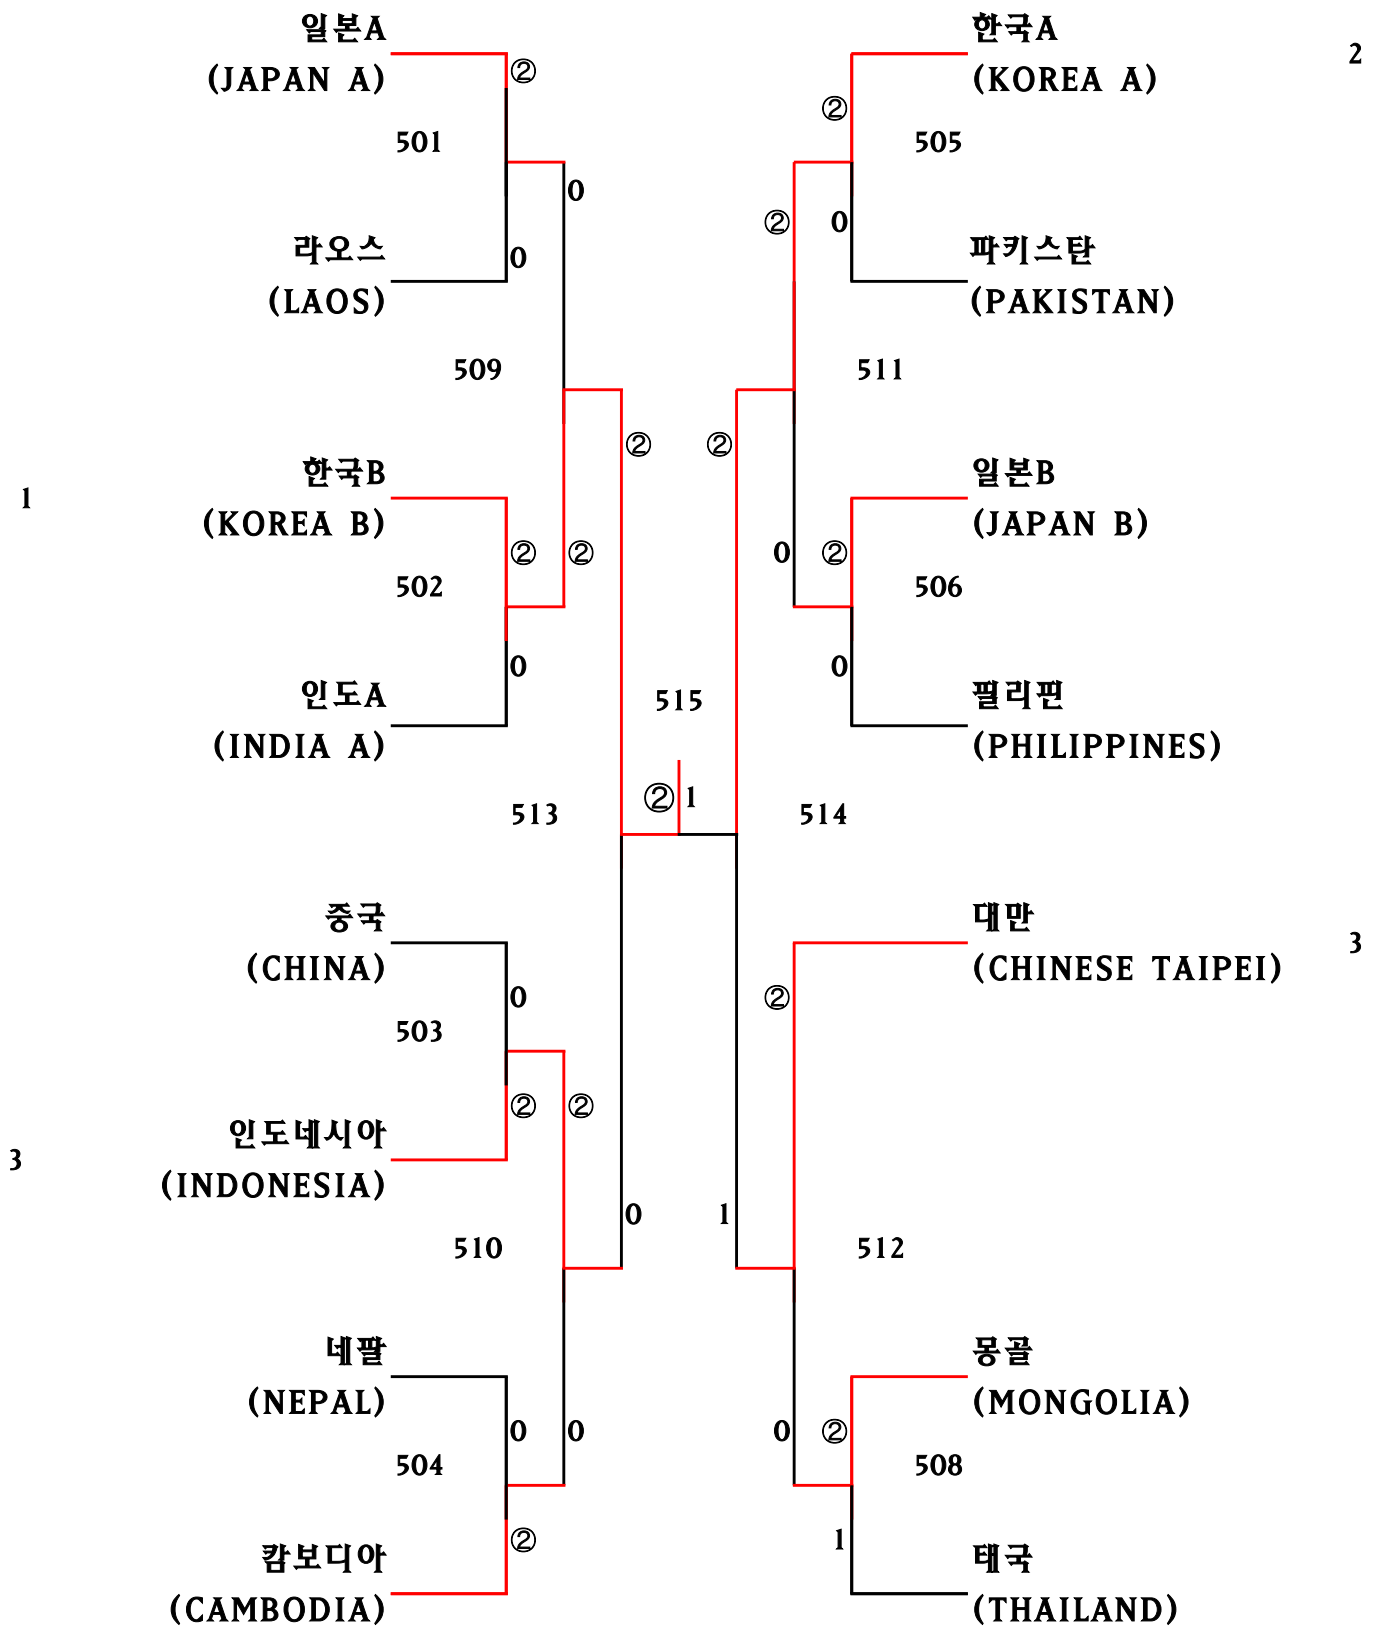 일본A
(JAPAN A)
②
501
0
라오스
(LAOS)
0
509
한국B
(KOREA B)
1
②
②
502
0
인도A
(INDIA A)
②
513
중국
(CHINA)
0
503
②
②
인도네시아
(INDONESIA)
3
510
0
네팔
(NEPAL)
0
0
504
②
캄보디아
(CAMBODIA)
515
②
1
한국A
(KOREA A)
2
②
505
②
0
파키스탄
(PAKISTAN)
511
②
일본B
(JAPAN B)
0
②
506
0
필리핀
(PHILIPPINES)
514
대만
(CHINESE TAIPEI)
3
②
1
512
몽골
(MONGOLIA)
0
②
508
1
태국
(THAILAND)